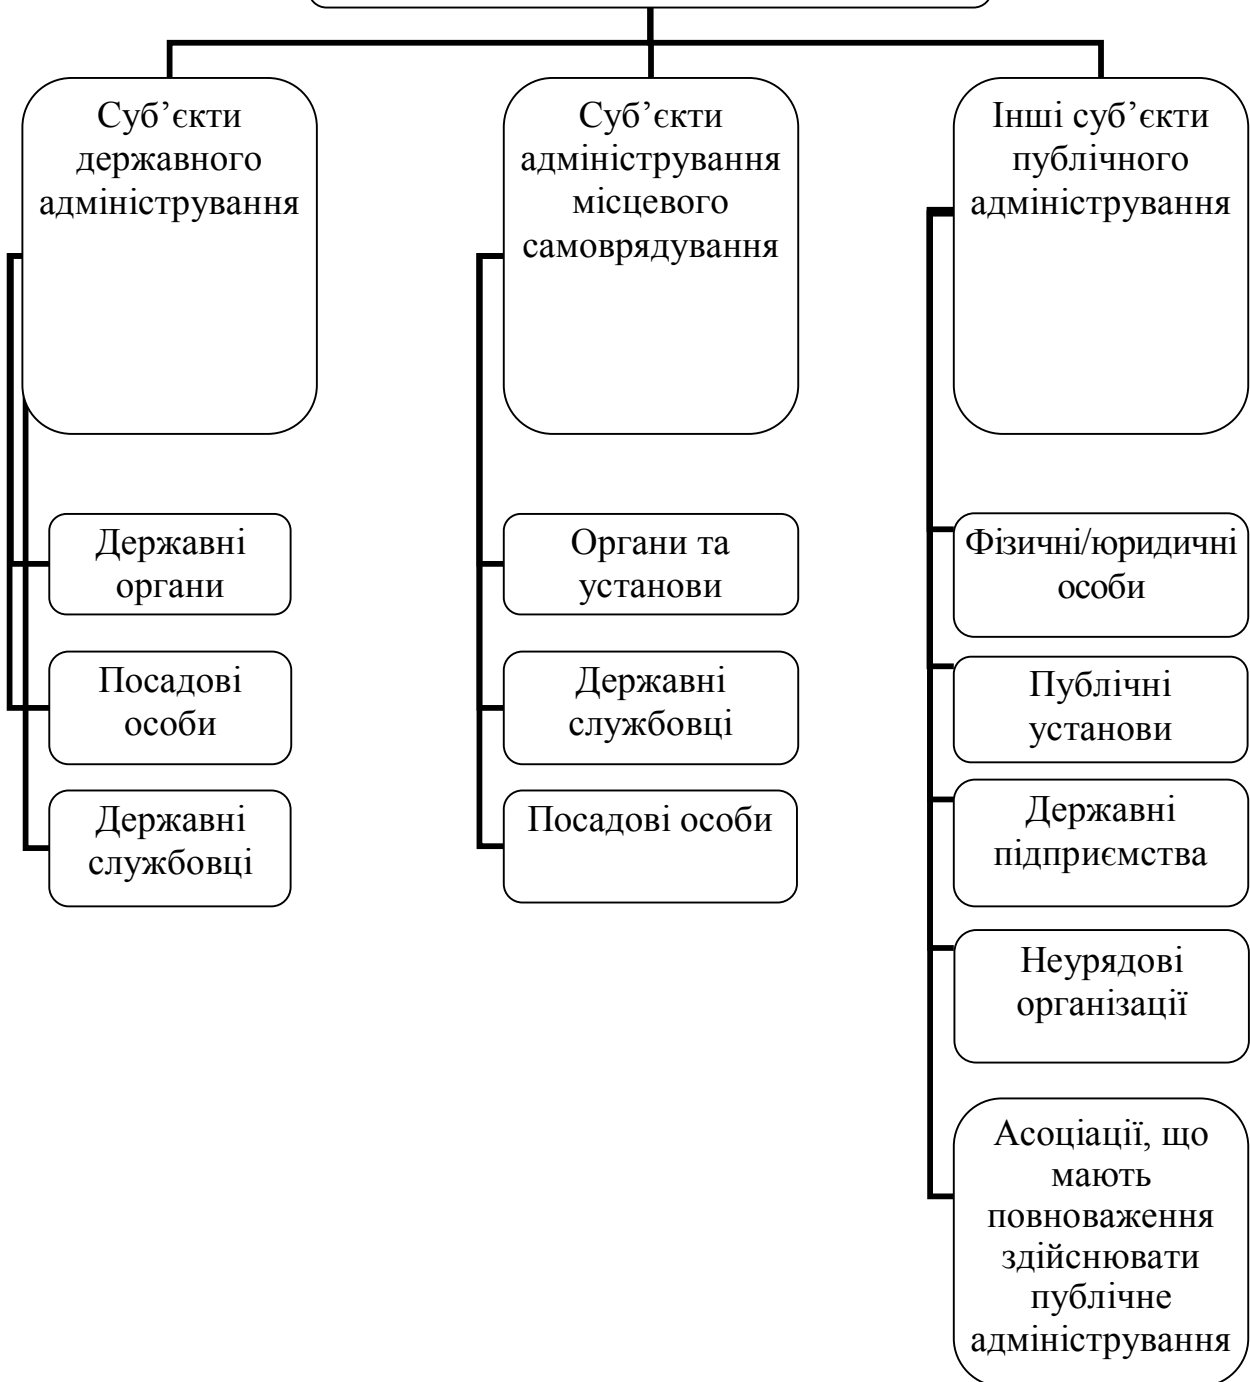 Суб’єкти
державного
адміністрування
Суб’єкти
адміністрування
місцевого
самоврядування
Інші суб’єкти
публічного
адміністрування
Державні
органи
Посадові
особи
Державні
службовці
Органи та
установи
Державні
службовці
Посадові особи
Фізичні/юридичні
особи
Публічні
установи
Державні
підприємства
Неурядові
організації
Асоціації, що
мають
повноваження
здійснювати
публічне
адміністрування